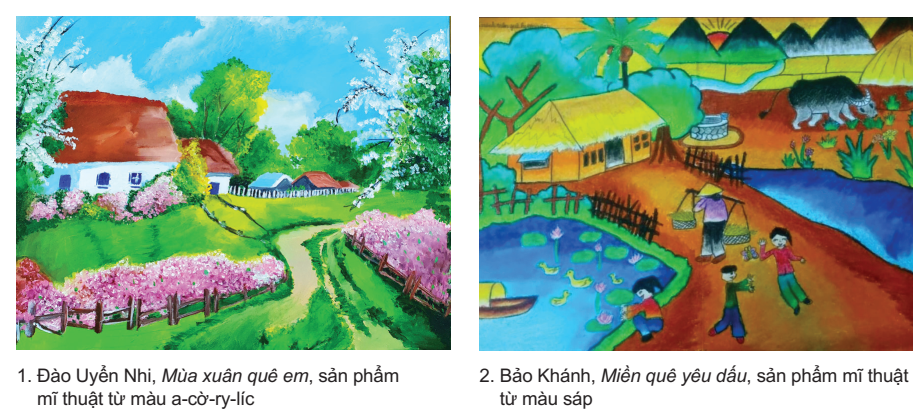 1. Đào Uyển Nhi, Mùa xuân quê em, sản phẩm
mĩ thuật từ màu a-cờ-ry-líc
2. Bảo Khánh, Miền quê yêu dấu, sản phẩm mĩ thuật
từ màu sáp